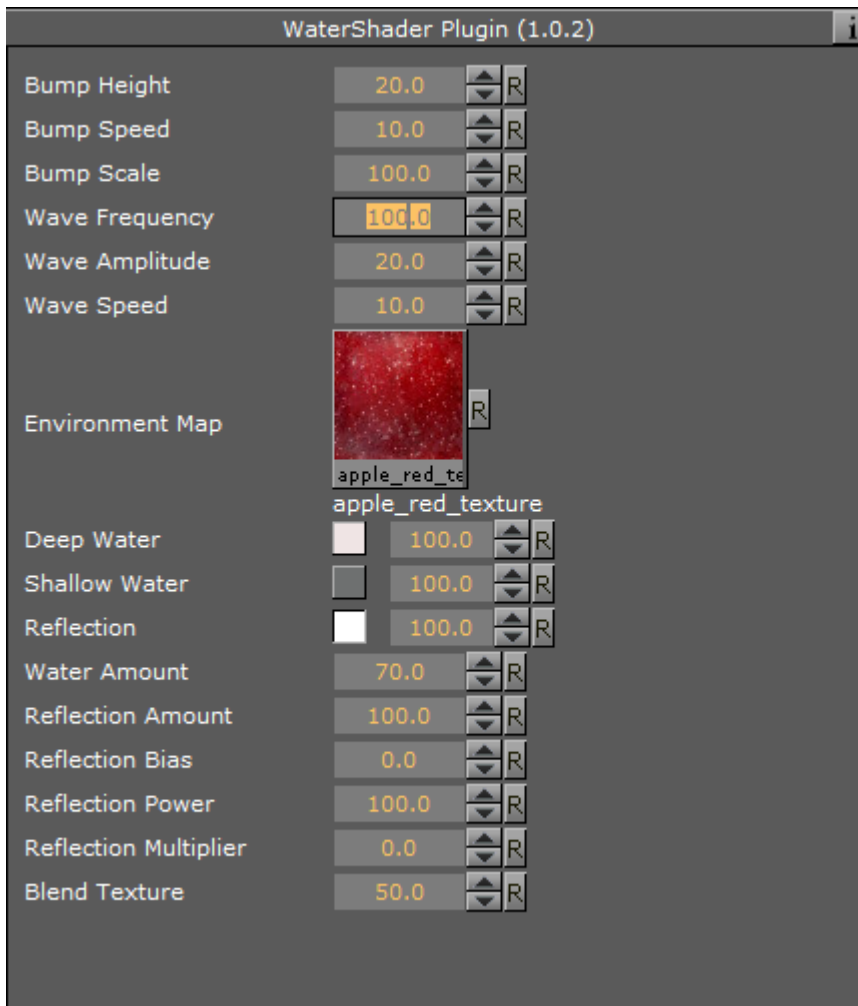 WaterShader Plugin (1.0.2) i
Bump Height 20.0 R
Bump Speed 10.0 R
Bump Scale 100.0 R
Wave Frequency 100.0 R
Wave Amplitude 20.0 R
Wave Speed 10.0 R
Environment Map R
apple_red_te
apple_red_texture
Deep Water 100.0 R
Shallow Water 100.0 R
Reflection 100.0 R
Water Amount 70.0 R
Reflection Amount 100.0 R
Reflection Bias 0.0 R
Reflection Power 100.0 R
Reflection Multiplier 0.0 R
Blend Texture 50.0 R